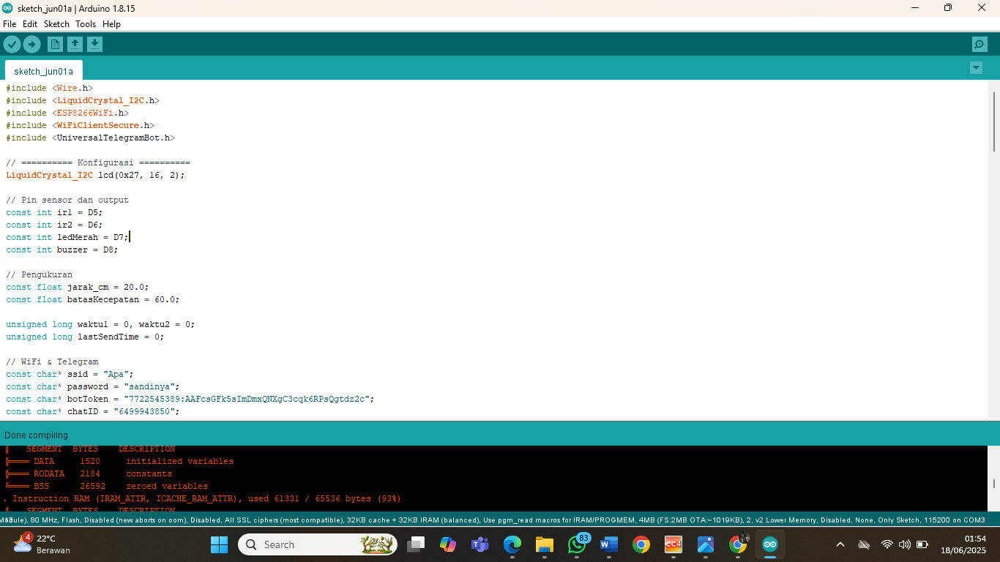 sketch_jun01a | Arduino 1.8.15
File Edit Sketch Tools Help
sketch_jun01a
#include <Wire.h>
#include <LiquidCrystal_I2C.h>
#include <ESP8266WiFi.h>
#include <WiFiClientSecure.h>
#include <UniversalTelegramBot.h>
// ========== Konfigurasi ==========
LiquidCrystal_I2C lcd(0x27, 16, 2);
// Pin sensor dan output
const int ir1 = D5;
const int ir2 = D6;
const int ledMerah = D7;
const int buzzer = D8;
// Pengukuran
const float jarak_cm = 20.0;
const float batasKecepatan = 60.0;
unsigned long waktu1 = 0, waktu2 = 0;
unsigned long lastSendTime = 0;
// WiFi & Telegram
const char* ssid = "Apa";
const char* password = "sandinya";
const char* botToken = "7722545389:AAFcsGFk5sImDmxQNXgC3cqk6RPsQgtdz2c";
const char* chatID = "6499943850";
Done compiling.
SEGMENT BYTES DESCRIPTION
DATA 1520 initialized variables
RODATA 2184 constants
BSS 26592 zeroed variables
. Instruction RAM (IRAM_ATTR, ICACHE_RAM_ATTR), used 61331 / 65536 bytes (93%)
SEGMENT BYTES DESCRIPTION
80 MHz, Flash, Disabled (new aborts on oom), Disabled, All SSL ciphers (most compatible), 32KB cache + 32KB IRAM (balanced), Use pgm_read macros for IRAM/PROGMEM, 4MB (FS:2MB OTA:~1019KB), 2, v2 Lower Memory, Disabled, None, Only Sketch, 115200 on COM3
4
22°C
Berawan
Search
83
CC4
01:54
18/06/2025